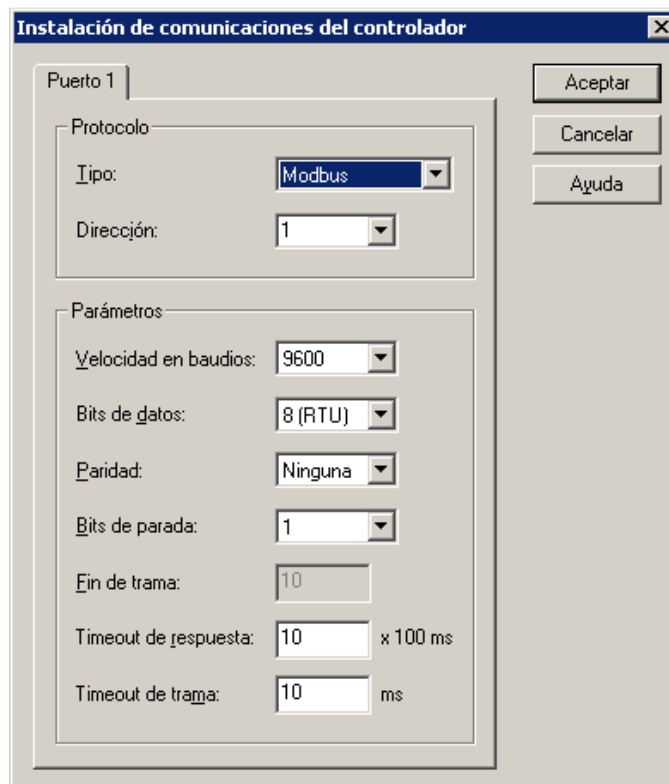 Instalación de comunicaciones del controlador
Puerto 1
Aceptar
Cancelar
Ayuda
Protocolo
Tipo: Modbus
Dirección: 1
Parámetros
Velocidad en baudios: 9600
Bits de datos: 8 (RTU)
Paridad: Ninguna
Bits de parada: 1
Fin de trama: 10
Timeout de respuesta: 10 x 100 ms
Timeout de trama: 10 ms